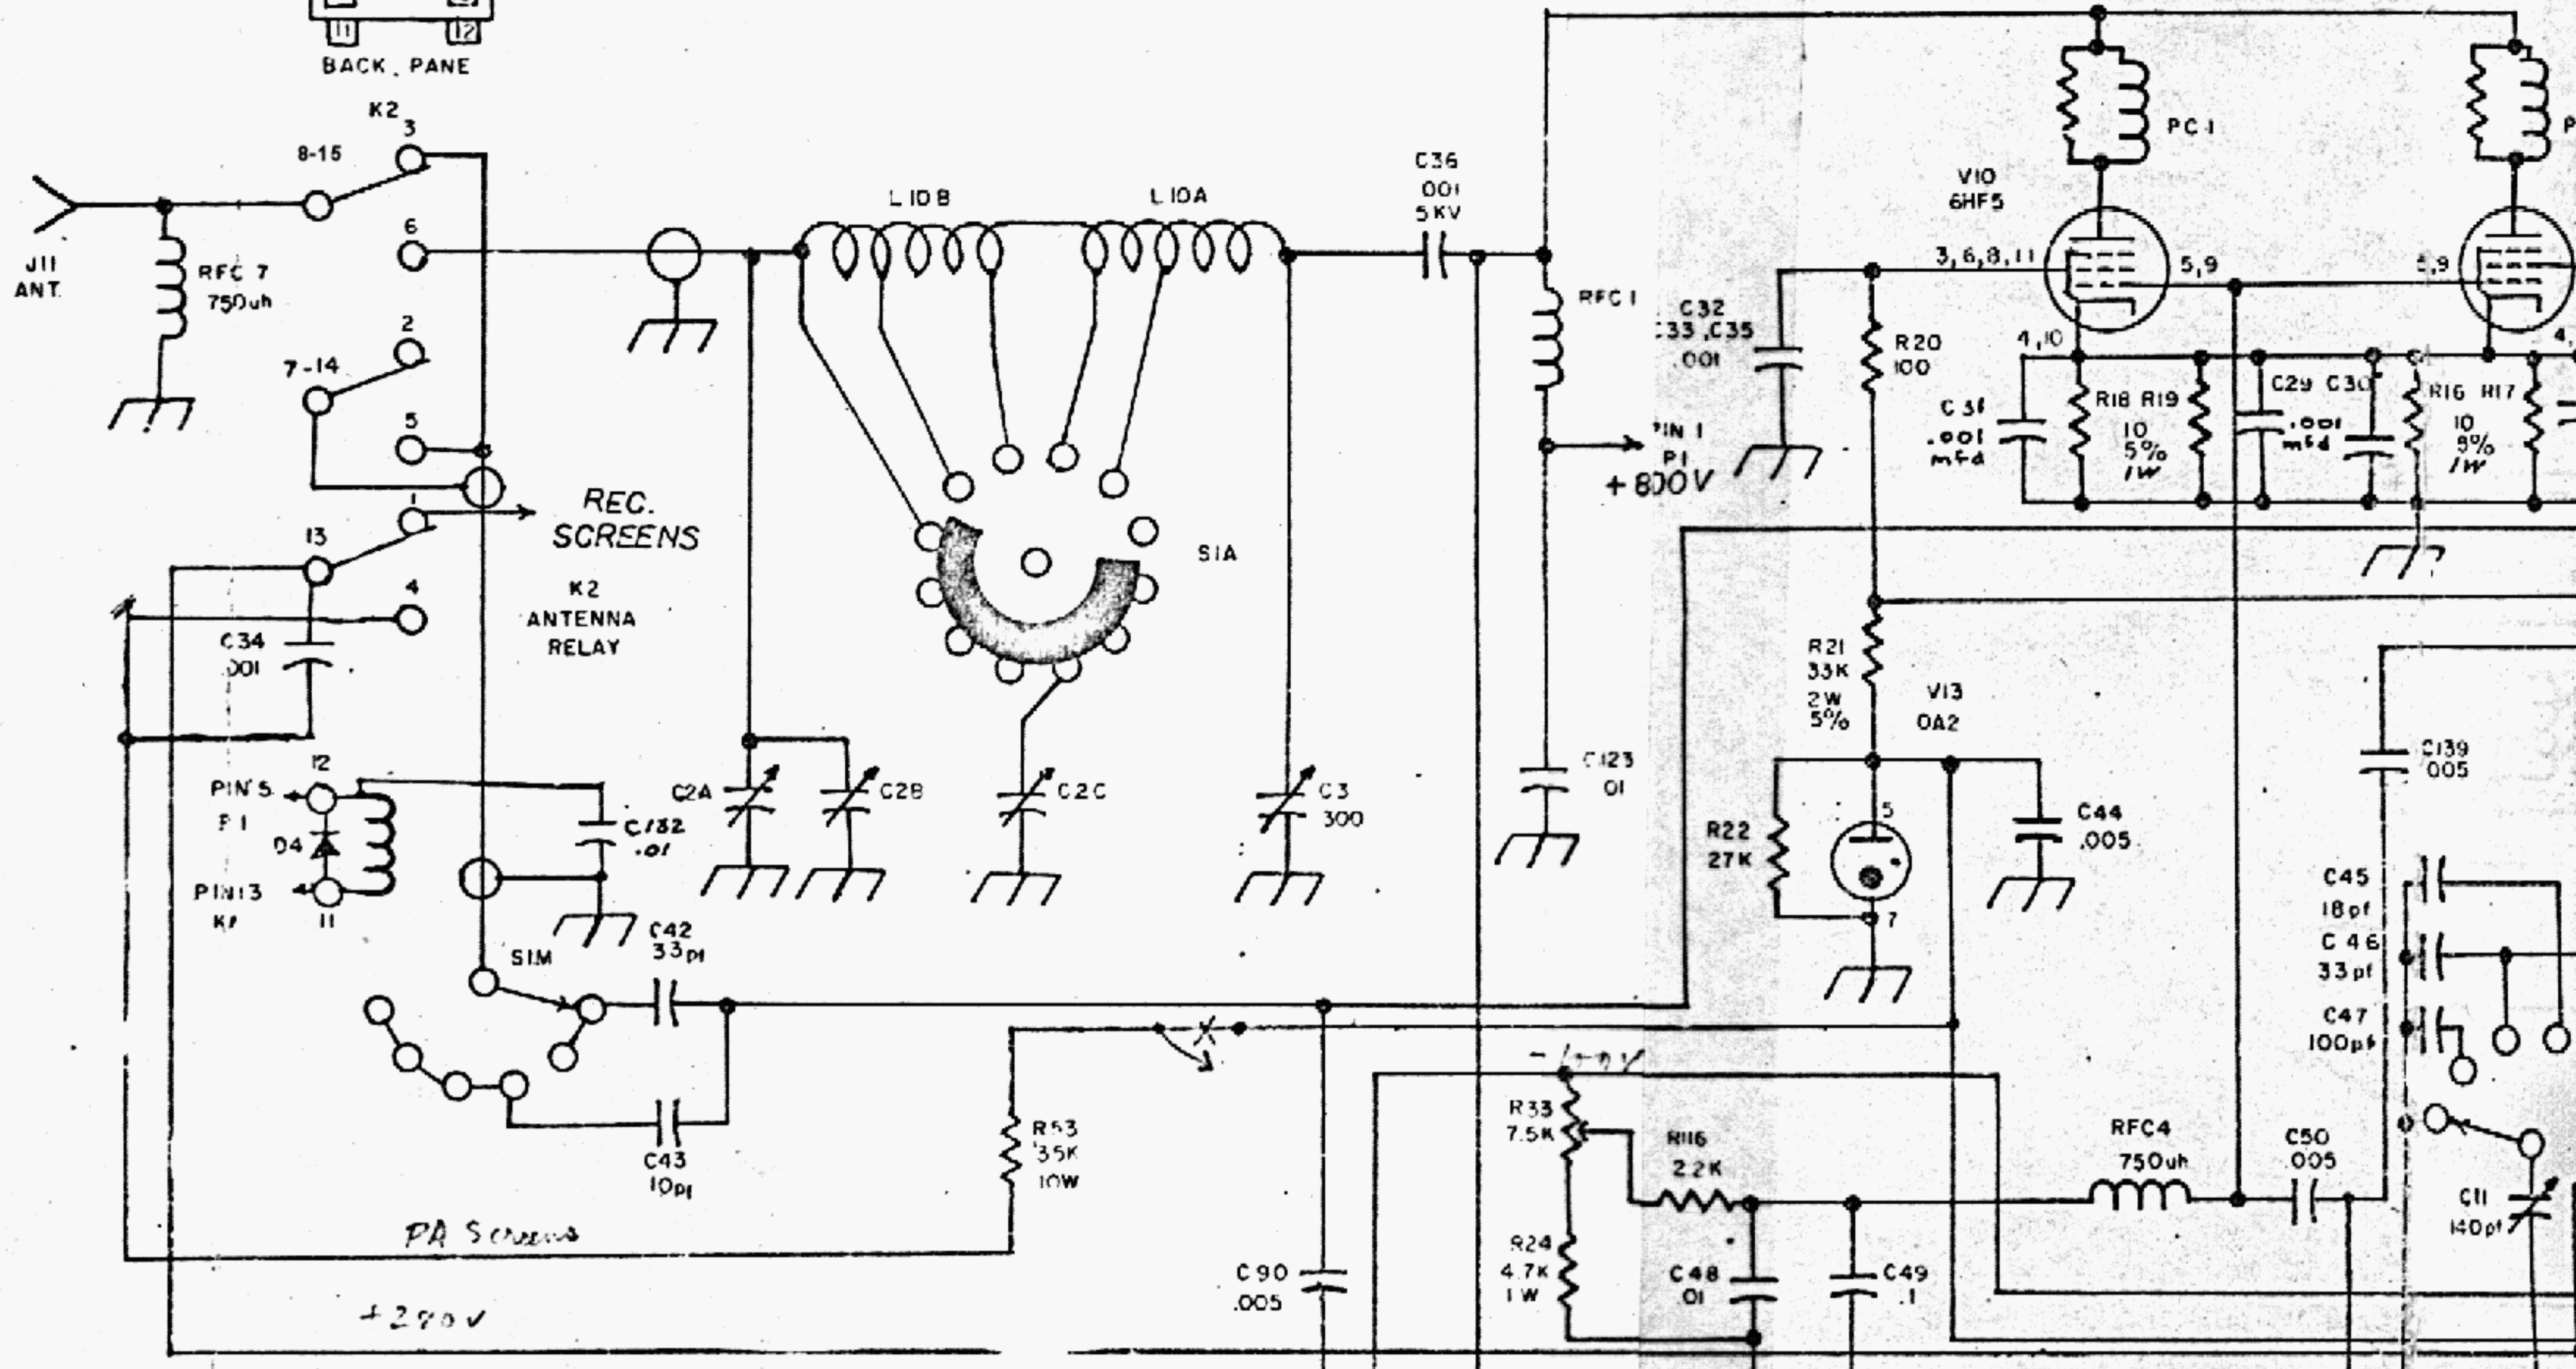 11
12
BACK. PANE
K2
3
8-15
J11
ANT.
RFC 7
750uh
6
2
7-14
5
1
REC.
SCREENS
13
K2
ANTENNA
RELAY
4
C34
.001
12
PIN 5
D4
PIN13
11
C132
.01
S1M
C42
33pf
C43
10pf
PA Screens
L10B
L10A
S1A
C2A
C2B
C2C
C3
300
C36
001
5KV
RFC 1
P1
+800V
C123
01
R53
10W
C90
.005
R33
7.5K
R24
4.7K
1W
R116
2.2K
C48
01
C49
.1
RFC4
750uh
C50
005
V10
6HF5
PC 1
3,6,8,11
5,9
4,10
C32
C33,C35
.001
R20
100
C31
.001
mfd
R18 R19
10
5%
1W
C29 C30
.001
mfd
R16 R17
10
5%
1W
R21
33K
2W
5%
V13
OA2
5
7
R22
27K
C44
.005
C139
005
C45
18pf
C46
33pf
C47
100pf
C11
140pf